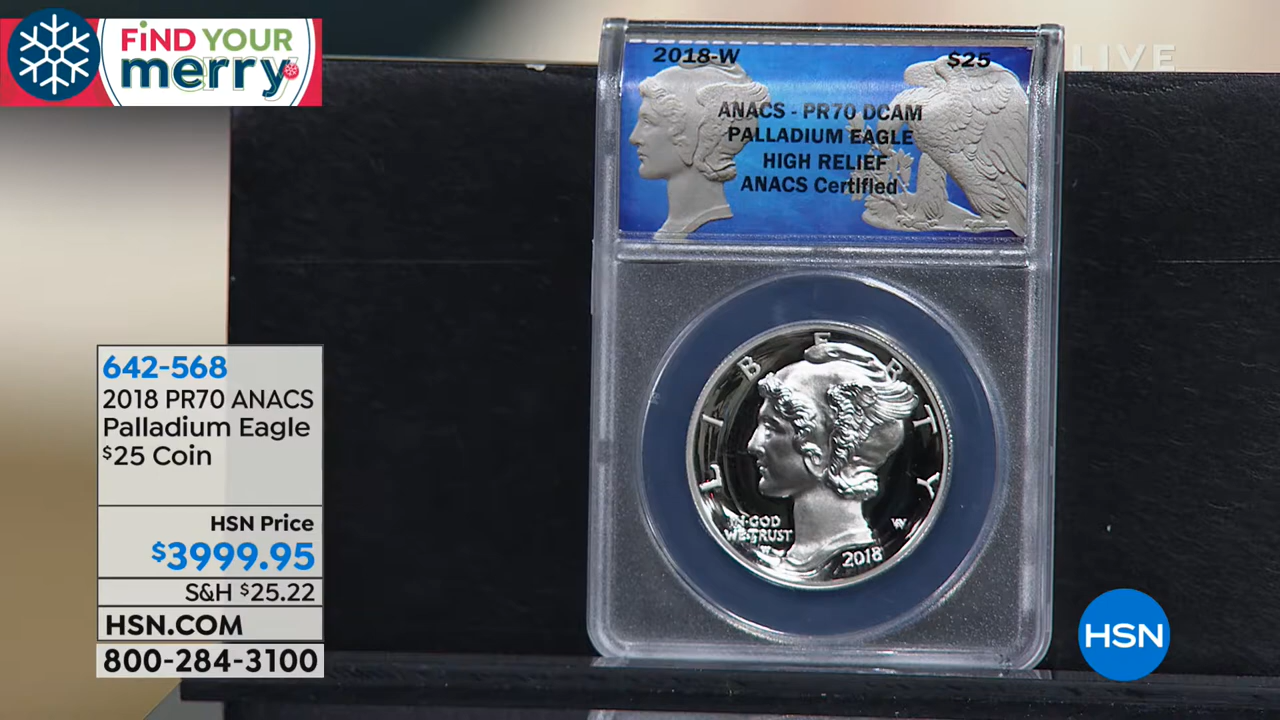 FiND YOUR
merry
LIVE
2018-W $25
ANACS - PR70 DCAM
PALLADIUM EAGLE
HIGH RELIEF
ANACS Certified
642-568
2018 PR70 ANACS
Palladium Eagle
$25 Coin
HSN Price
$3999.95
S&H $25.22
HSN.COM
800-284-3100
LIBERTY
IN GOD
WE TRUST
W
W
2018
HSN